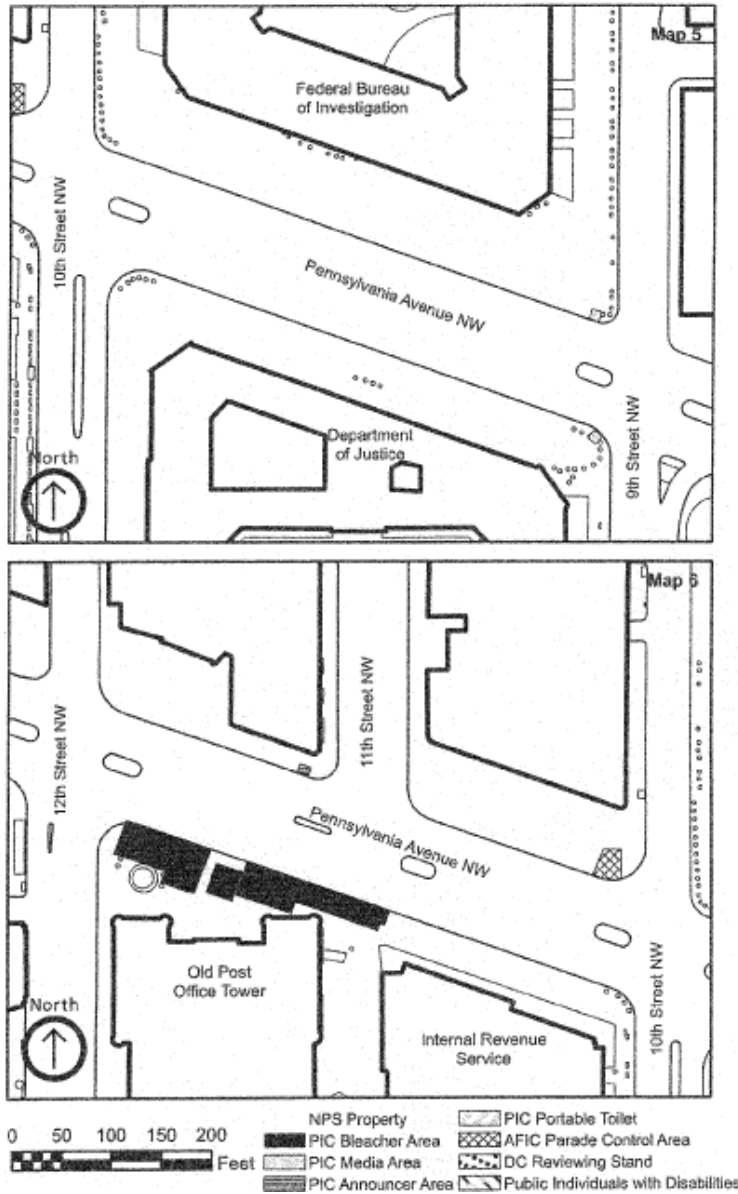 Map 5
Federal Bureau
of Investigation
10th Street NW
Pennsylvania Avenue NW
Department
of Justice
9th Street NW
North
Map 6
12th Street NW
11th Street NW
Pennsylvania Avenue NW
Old Post
Office Tower
10th Street NW
Internal Revenue
Service
North
0 50 100 150 200
Feet
NPS Property
PIC Bleacher Area
PIC Media Area
PIC Announcer Area
PIC Portable Toilet
AFIC Parade Control Area
DC Reviewing Stand
Public Individuals with Disabilities